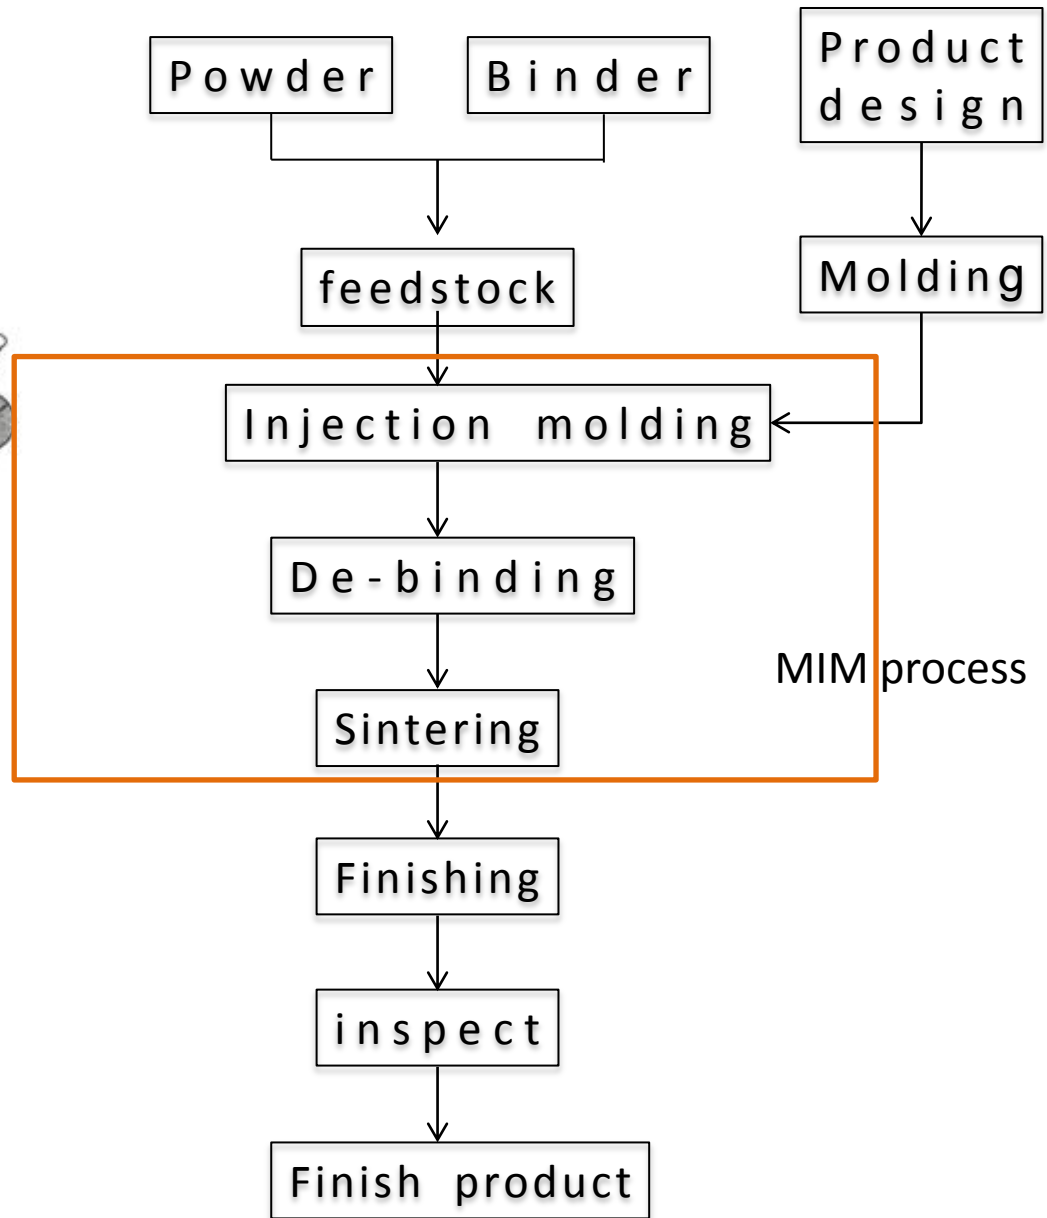 Powder
Binder
Product
design
feedstock
Molding
Injection molding
De-binding
MIM process
Sintering
Finishing
inspect
Finish product